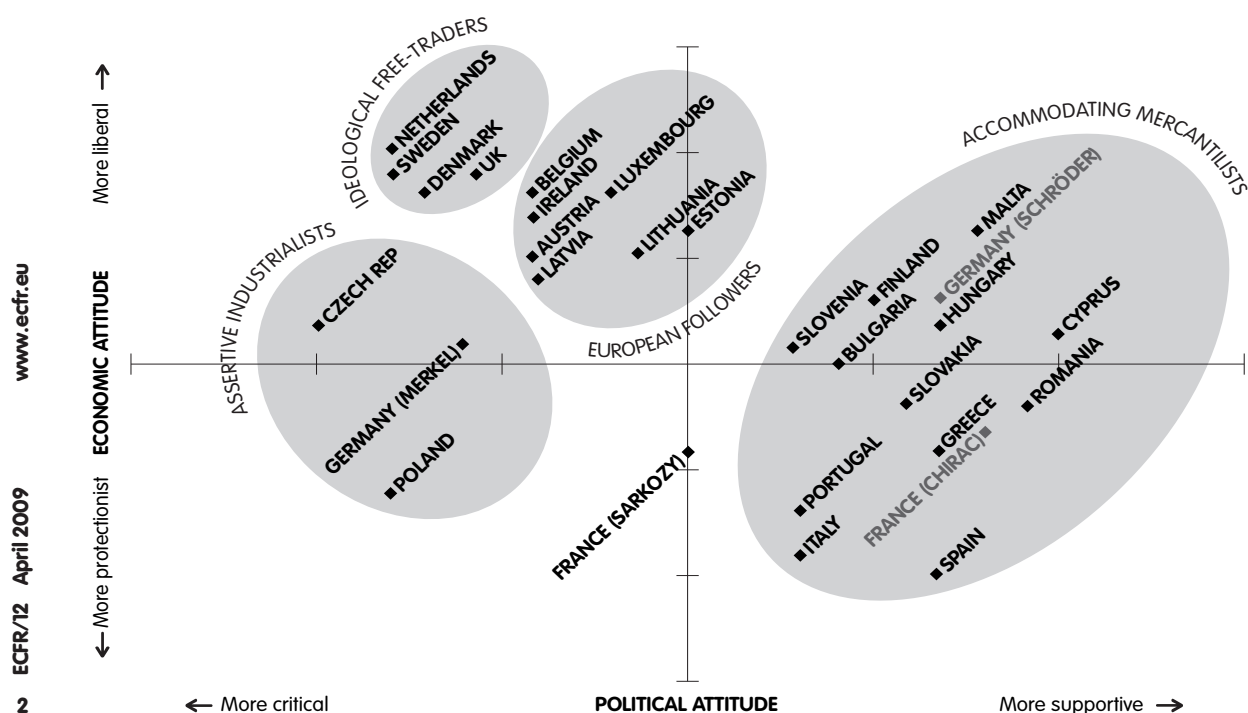 IDEOLOGICAL FREE-TRADERS
NETHERLANDS
SWEDEN
DENMARK
UK
BELGIUM
IRELAND
AUSTRIA
LATVIA
LUXEMBOURG
LITHUANIA
ESTONIA
EUROPEAN FOLLOWERS
ASSERTIVE INDUSTRIALISTS
CZECH REP
GERMANY (MERKEL)
POLAND
FRANCE (SARKOZY)
ACCOMMODATING MERCANTILISTS
MALTA
GERMANY (SCHRÖDER)
FINLAND
HUNGARY
SLOVENIA
BULGARIA
CYPRUS
SLOVAKIA
ROMANIA
GREECE
FRANCE (CHIRAC)
PORTUGAL
ITALY
SPAIN
More liberal →
ECONOMIC ATTITUDE
← More protectionist
← More critical
POLITICAL ATTITUDE
More supportive →
www.ecfr.eu
April 2009
ECFR/12
2